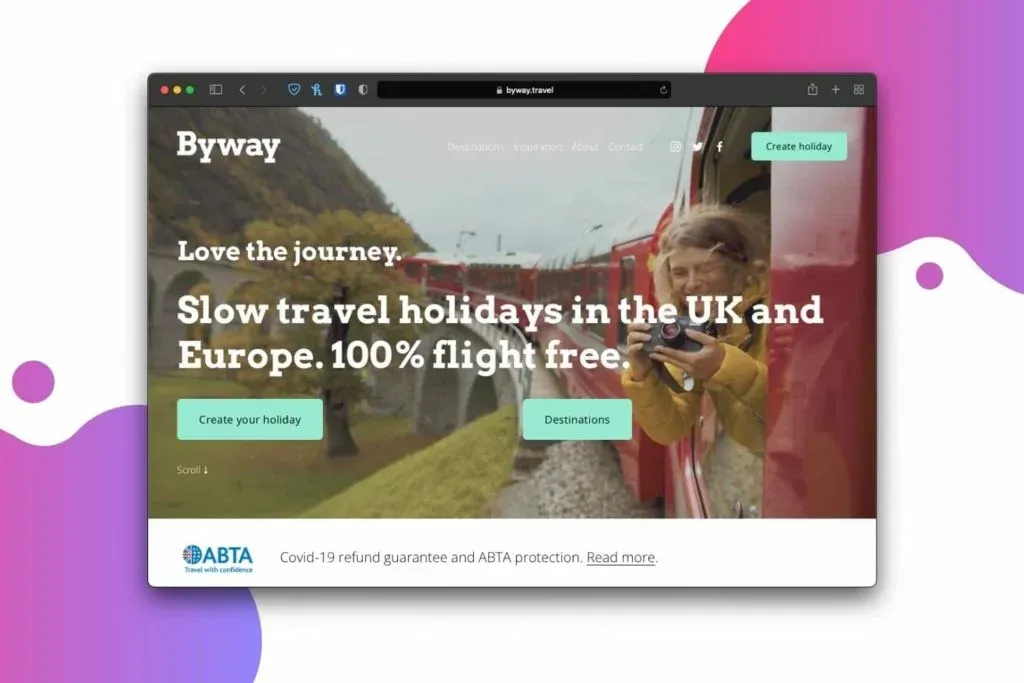 byway.travel
Byway
Destinations Inspiration About Contact
Create holiday
Love the journey.
Slow travel holidays in the UK and
Europe. 100% flight free.
Create your holiday
Destinations
Scroll ↓
ABTA
Travel with confidence
Covid-19 refund guarantee and ABTA protection. Read more.